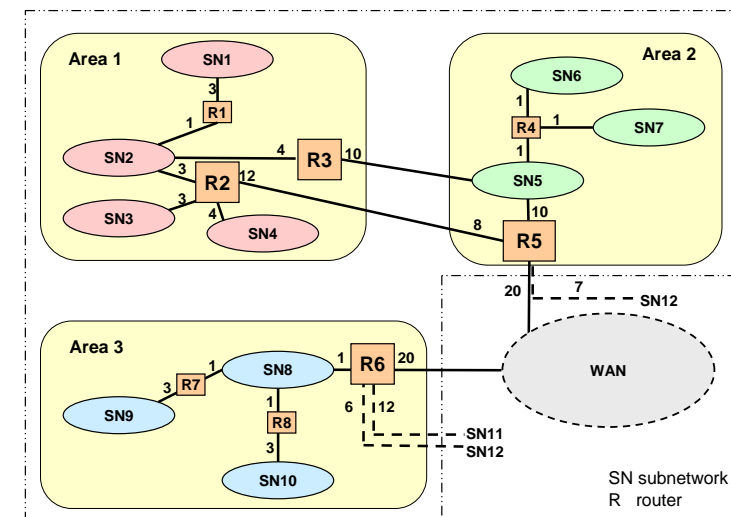 Area 1
SN1
3
R1
1
SN2
4
R3
10
3
R2
12
3
SN3
4
SN4
Area 2
SN6
1
R4
1
SN7
1
SN5
10
8
R5
20
7
SN12
WAN
Area 3
SN8
1
R6
20
1
R7
3
SN9
1
R8
3
SN10
6
12
SN11
SN12
SN subnetwork
R router